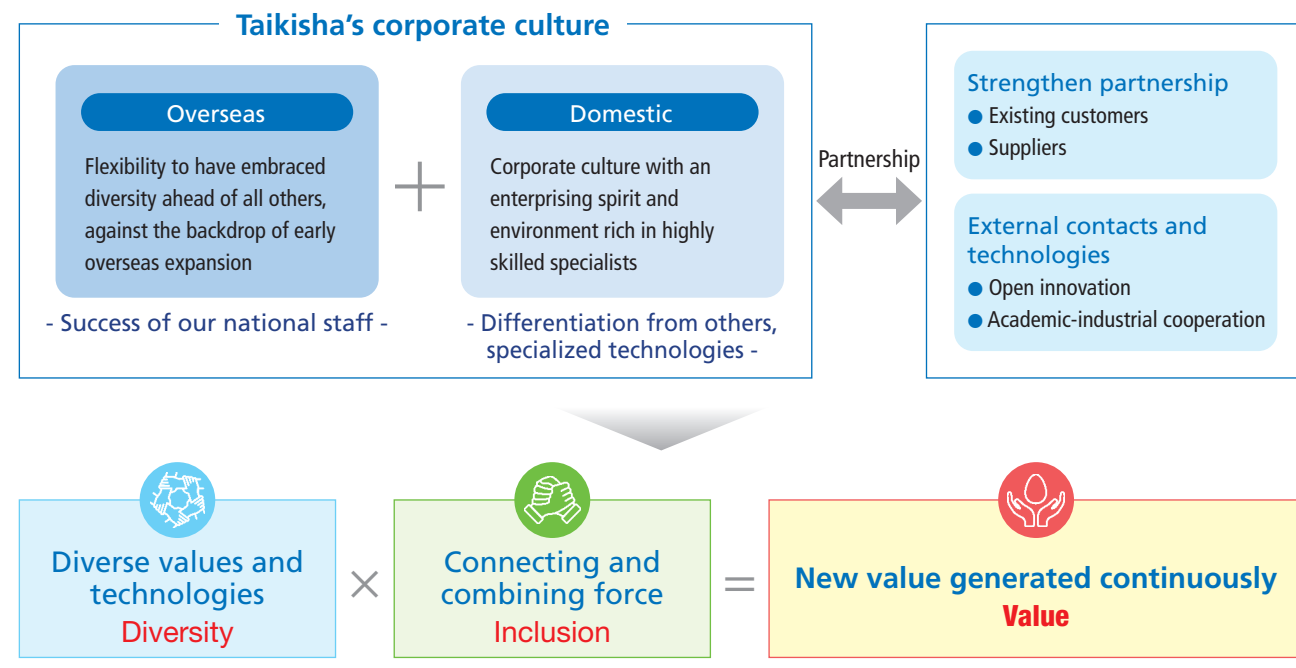 Taikisha's corporate culture
Overseas
Flexibility to have embraced
diversity ahead of all others,
against the backdrop of early
overseas expansion
- Success of our national staff -
+
Domestic
Corporate culture with an
enterprising spirit and
environment rich in highly
skilled specialists
- Differentiation from others,
specialized technologies -
Partnership
Strengthen partnership
● Existing customers
● Suppliers
External contacts and
technologies
● Open innovation
● Academic-industrial cooperation
Diverse values and
technologies
Diversity
×
Connecting and
combining force
Inclusion
=
New value generated continuously
Value